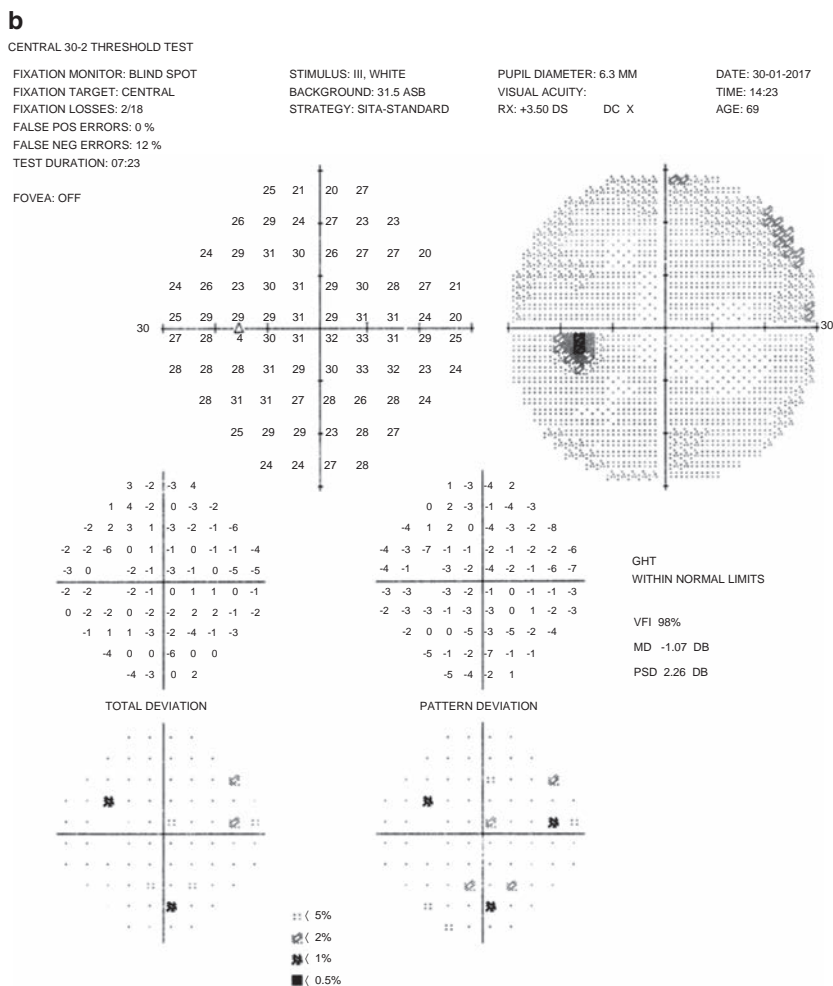 b
CENTRAL 30-2 THRESHOLD TEST
FIXATION MONITOR: BLIND SPOT STIMULUS: III, WHITE PUPIL DIAMETER: 6.3 MM DATE: 30-01-2017
FIXATION TARGET: CENTRAL BACKGROUND: 31.5 ASB VISUAL ACUITY: TIME: 14:23
FIXATION LOSSES: 2/18 STRATEGY: SITA-STANDARD RX: +3.50 DS DC X AGE: 69
FALSE POS ERRORS: 0 %
FALSE NEG ERRORS: 12 %
TEST DURATION: 07:23
FOVEA: OFF
25 21 20 27
26 29 24 27 23 23
24 29 31 30 26 27 27 20
24 26 23 30 31 29 30 28 27 21
25 29 29 29 31 29 31 31 24 20
30 30
27 28 4 30 31 32 33 31 29 25
28 28 28 31 29 30 33 32 23 24
28 31 31 27 28 26 28 24
25 29 29 23 28 27
24 24 27 28
3 -2 -3 4 1 -3 -4 2
1 4 -2 0 -3 -2 0 2 -3 -1 -4 -3
-2 2 3 1 -3 -2 -1 -6 -4 1 2 0 -4 -3 -2 -8
-2 -2 -6 0 1 -1 0 -1 -1 -4 -4 -3 -7 -1 -1 -2 -1 -2 -2 -6
GHT
-3 0 -2 -1 -3 -1 0 -5 -5 -4 -1 -3 -2 -4 -2 -1 -6 -7
WITHIN NORMAL LIMITS
-2 -2 -2 -1 0 1 1 0 -1 -3 -3 -3 -2 -1 0 -1 -1 -3
0 -2 -2 0 -2 -2 2 2 -1 -2 -2 -3 -3 -1 -3 -3 0 1 -2 -3
VFI 98%
-1 1 1 -3 -2 -4 -1 -3 -2 0 0 -5 -3 -5 -2 -4
MD -1.07 DB
-4 0 0 -6 0 0 -5 -1 -2 -7 -1 -1
PSD 2.26 DB
-4 -3 0 2 -5 -4 -2 1
TOTAL DEVIATION PATTERN DEVIATION
< 5%
< 2%
< 1%
< 0.5%